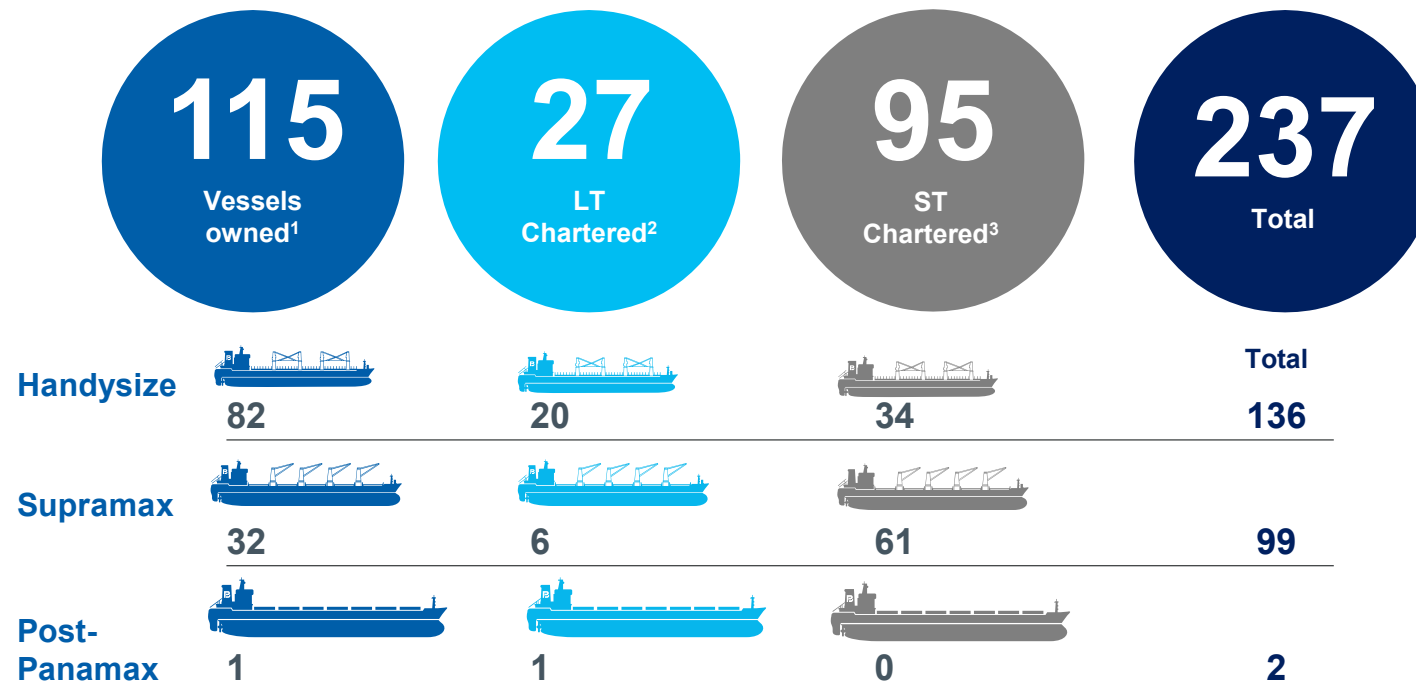 115
Vessels
owned¹
27
LT
Chartered²
95
ST
Chartered³
237
Total
Total
Handysize
82
20
34
136
Supramax
32
6
61
99
Post-
Panamax
1
1
0
2